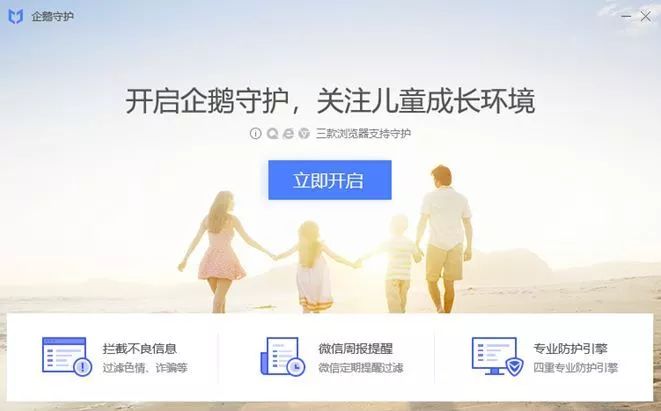 企鹅守护
开启企鹅守护，关注儿童成长环境
三款浏览器支持守护
立即开启
拦截不良信息
过滤色情、诈骗等
微信周报提醒
微信定期提醒过滤
专业防护引擎
四重专业防护引擎